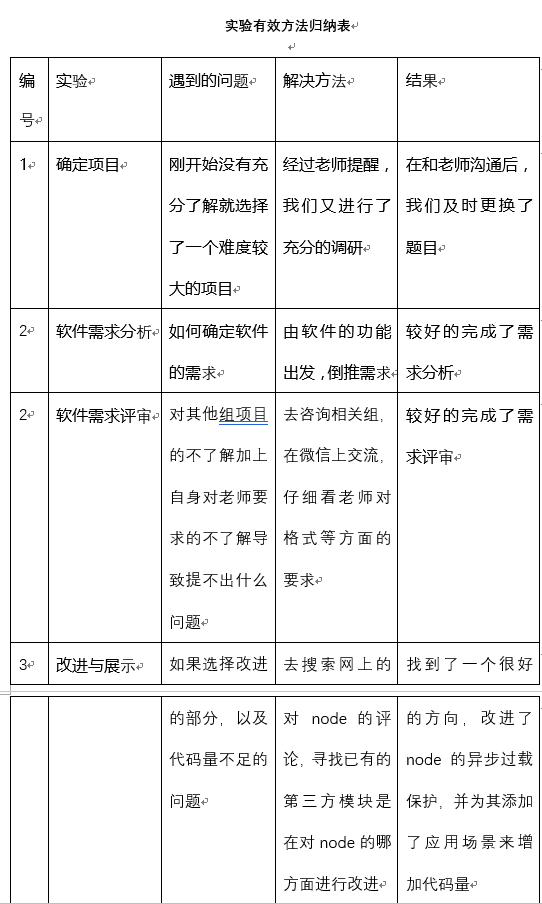 实验有效方法归纳表
编号
实验
遇到的问题
解决方法
结果
1
确定项目
刚开始没有充
分了解就选择
了一个难度较
大的项目
经过老师提醒，
我们又进行了
充分的调研
在和老师沟通后，
我们及时更换了
题目
2
软件需求分析
如何确定软件
的需求
由软件的功能
出发，倒推需求
较好的完成了需
求分析
2
软件需求评审
对其他组项目
的不了解加上
自身对老师要
求的不了解导
致提不出什么
问题
去咨询相关组，
在微信上交流，
仔细看老师对
格式等方面的
要求
较好的完成了需
求评审
3
改进与展示
如果选择改进
的部分，以及
代码量不足的
问题
去搜索网上的
对 node 的评
论，寻找已有的
第三方模块是
在对 node 的哪
方面进行改进
找到了一个很好
的方向，改进了
node 的异步过载
保护，并为其添加
了应用场景来增
加代码量